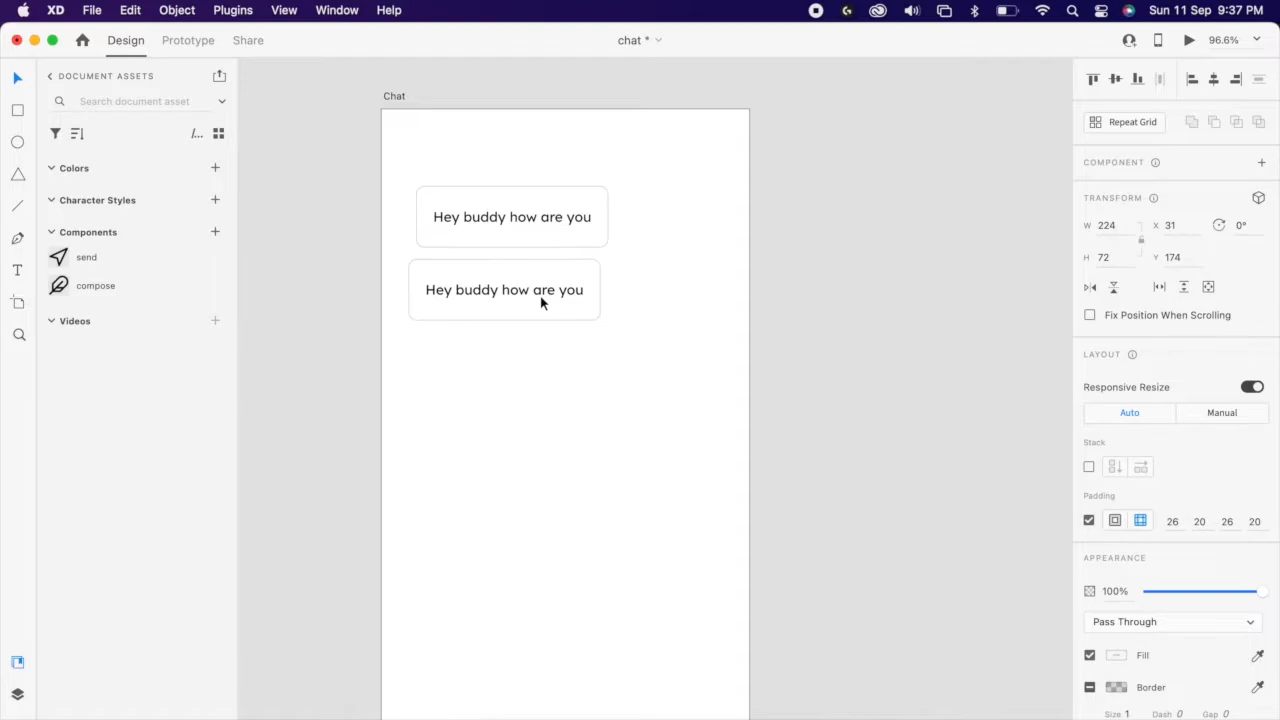 XD File Edit Object Plugins View Window Help Sun 11 Sep 9:37 PM
Design Prototype Share chat * 96.6%
DOCUMENT ASSETS
Search document asset
/...
Colors
Character Styles
Components
send
compose
Videos
Chat
Hey buddy how are you
Hey buddy how are you
Repeat Grid
COMPONENT
TRANSFORM
W 224 X 31 0°
H 72 Y 174
Fix Position When Scrolling
LAYOUT
Responsive Resize
Auto Manual
Stack
Padding
26 20 26 20
APPEARANCE
100%
Pass Through
Fill
Border
Size 1 Dash 0 Gap 0